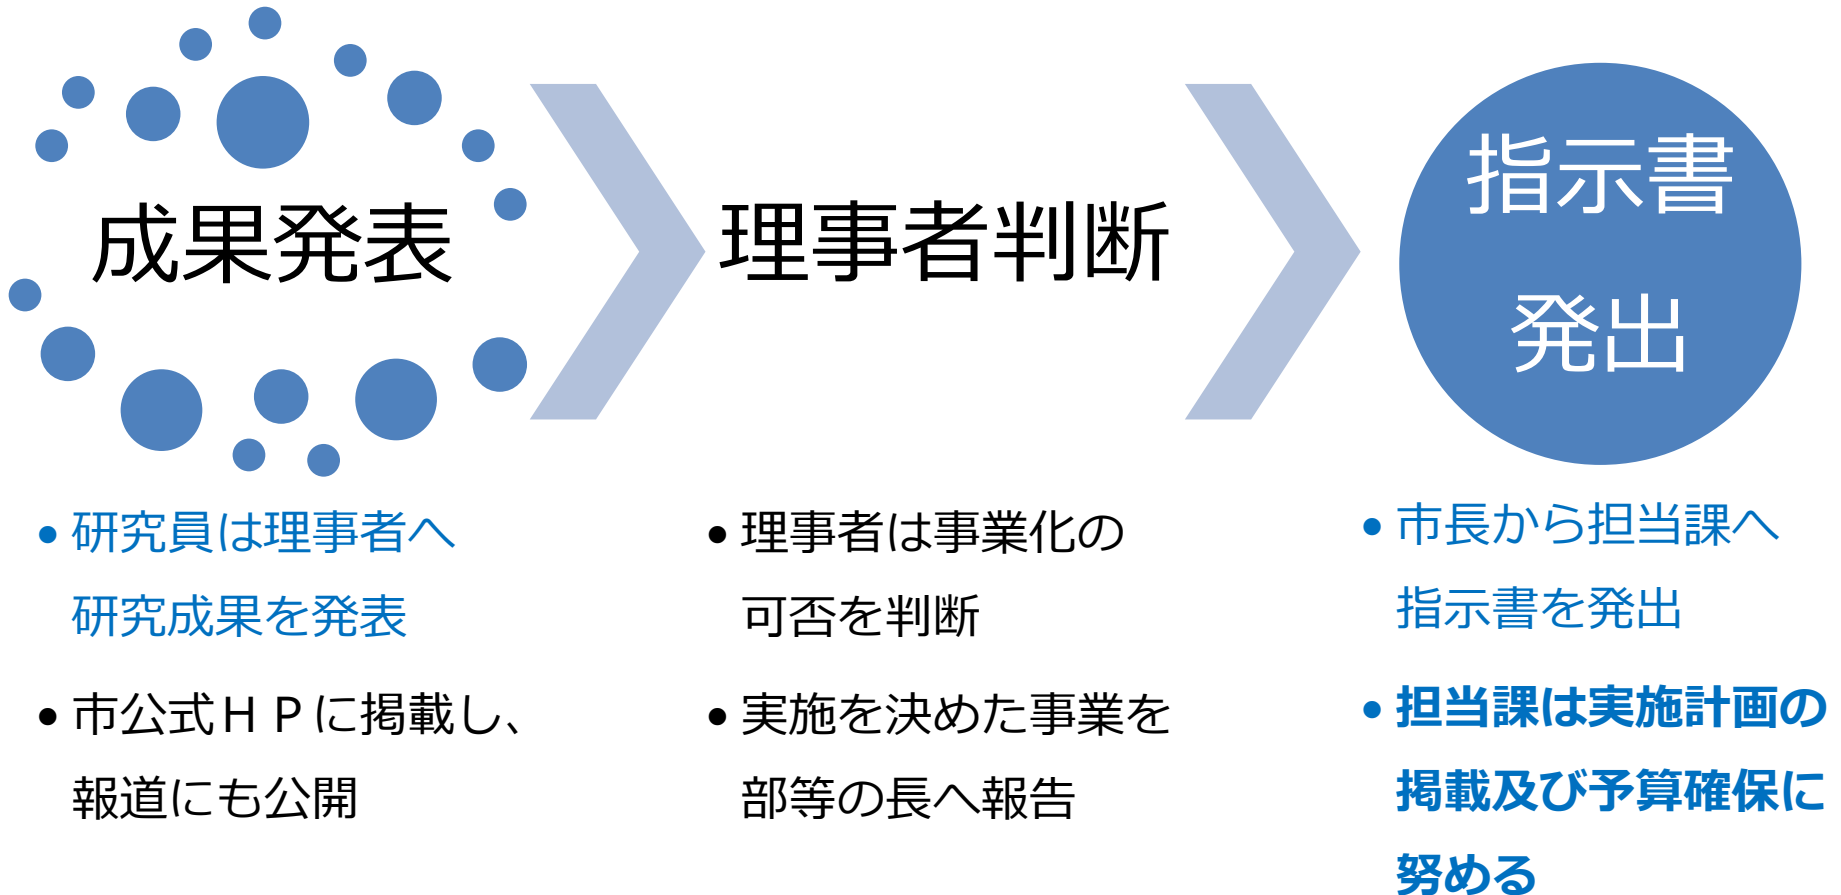 成果発表
・研究員は理事者へ
研究成果を発表
・市公式ＨＰに掲載し、
報道にも公開
理事者判断
・理事者は事業化の
可否を判断
・実施を決めた事業を
部等の長へ報告
指示書
発出
・市長から担当課へ
指示書を発出
・担当課は実施計画の
掲載及び予算確保に
努める